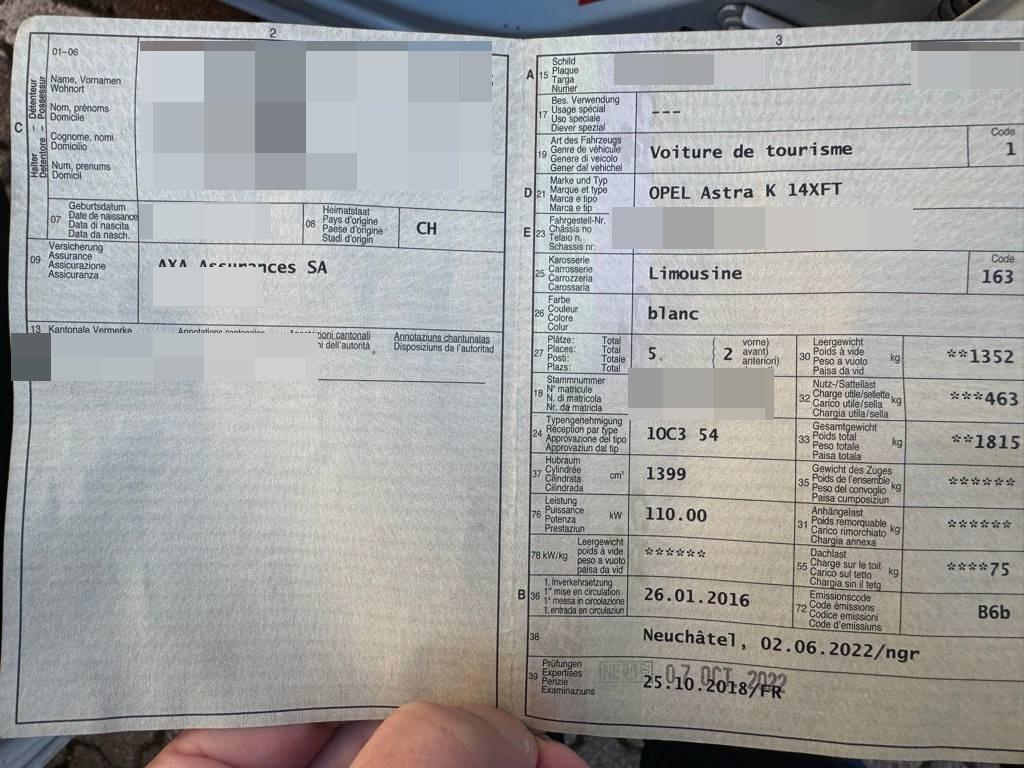 2
01-06
C
Halter – Détenteur
Detentore – Possessur
Name, Vornamen
Wohnort
Nom, prénoms
Domicile
Cognome, nomi
Domicilio
Num, prenums
Domicil
07
Geburtsdatum
Date de naissance
Data di nascita
Data da nasch.
08
Heimatstaat
Pays d'origine
Paese d'origine
Stadi d'origin
CH
09
Versicherung
Assurance
Assicurazione
Assicuranza
AXA Assurances SA
13 Kantonale Vermerke
Annotations cantonales
zioni cantonali
ni dell'autorità
Annotaziuns chantunalas
Disposiziuns da l'autoritad
3
A 15
Schild
Plaque
Targa
Numer
17
Bes. Verwendung
Usage spécial
Uso speciale
Diever spezial
---
19
Art des Fahrzeugs
Genre de véhicule
Genere di veicolo
Gener dal vehichel
Voiture de tourisme
Code
1
D 21
Marke und Typ
Marque et type
Marca e tipo
Marca e tip
OPEL Astra K 14XFT
E 23
Fahrgestell-Nr.
Châssis no
Telaio n.
Schassis nr.
25
Karosserie
Carrosserie
Carrozzeria
Carossaria
Limousine
Code
163
26
Farbe
Couleur
Colore
Colur
blanc
27
Plätze: Total
Places: Total
Posti: Totale
Plazs: Total
5
2
vorne)
avant)
anteriori)
30
Leergewicht
Poids à vide
Peso a vuoto
Paisa da vid
kg
**1352
18
Stammnummer
N° matricule
N. di matricola
Nr. da matricla
32
Nutz-/Sattellast
Charge utile/sellette
Carico utile/sella
Chargia utila/sella
kg
***463
24
Typengenehmigung
Réception par type
Approvazione del tipo
Approvaziun dal tip
1OC3 54
33
Gesamtgewicht
Poids total
Peso totale
Paisa totala
kg
**1815
37
Hubraum
Cylindrée
Cilindrata
Cilindrada
cm³
1399
35
Gewicht des Zuges
Poids de l'ensemble
Peso del convoglio
Paisa cumposiziun
kg
******
76
Leistung
Puissance
Potenza
Prestaziun
kW
110.00
31
Anhängelast
Poids remorquable
Carico rimorchiato
Chargia annexa
kg
******
78 kW/kg
Leergewicht
poids à vide
peso a vuoto
paisa da vid
******
55
Dachlast
Charge sur le toit
Carico sul tetto
Chargia sin il tetg
kg
****75
B 36
1. Inverkehrsetzung
1re mise en circulation
1a messa in circolazione
1. entrada en circulaziun
26.01.2016
72
Emissionscode
Code émissions
Codice emissioni
Code d'emissiuns
B6b
38
Neuchâtel, 02.06.2022/ngr
39
Prüfungen
Expertises
Perizie
Examinaziuns
07 OCT 2022
25.10.2018/FR